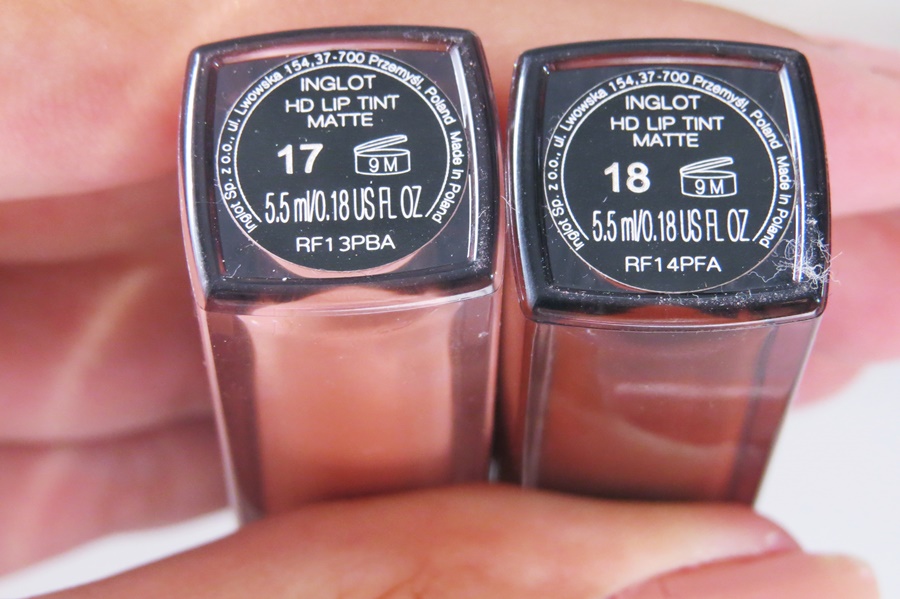 Inglot Sp. z o.o., ul. Lwowska 154,37-700 Przemyśl, Poland Made in Poland
INGLOT
HD LIP TINT
MATTE
17 9M
5.5 ml/0.18 US FL OZ
RF13PBA
Inglot Sp. z o.o., ul. Lwowska 154,37-700 Przemyśl, Poland Made in Poland
INGLOT
HD LIP TINT
MATTE
18 9M
5.5 ml/0.18 US FL OZ
RF14PFA